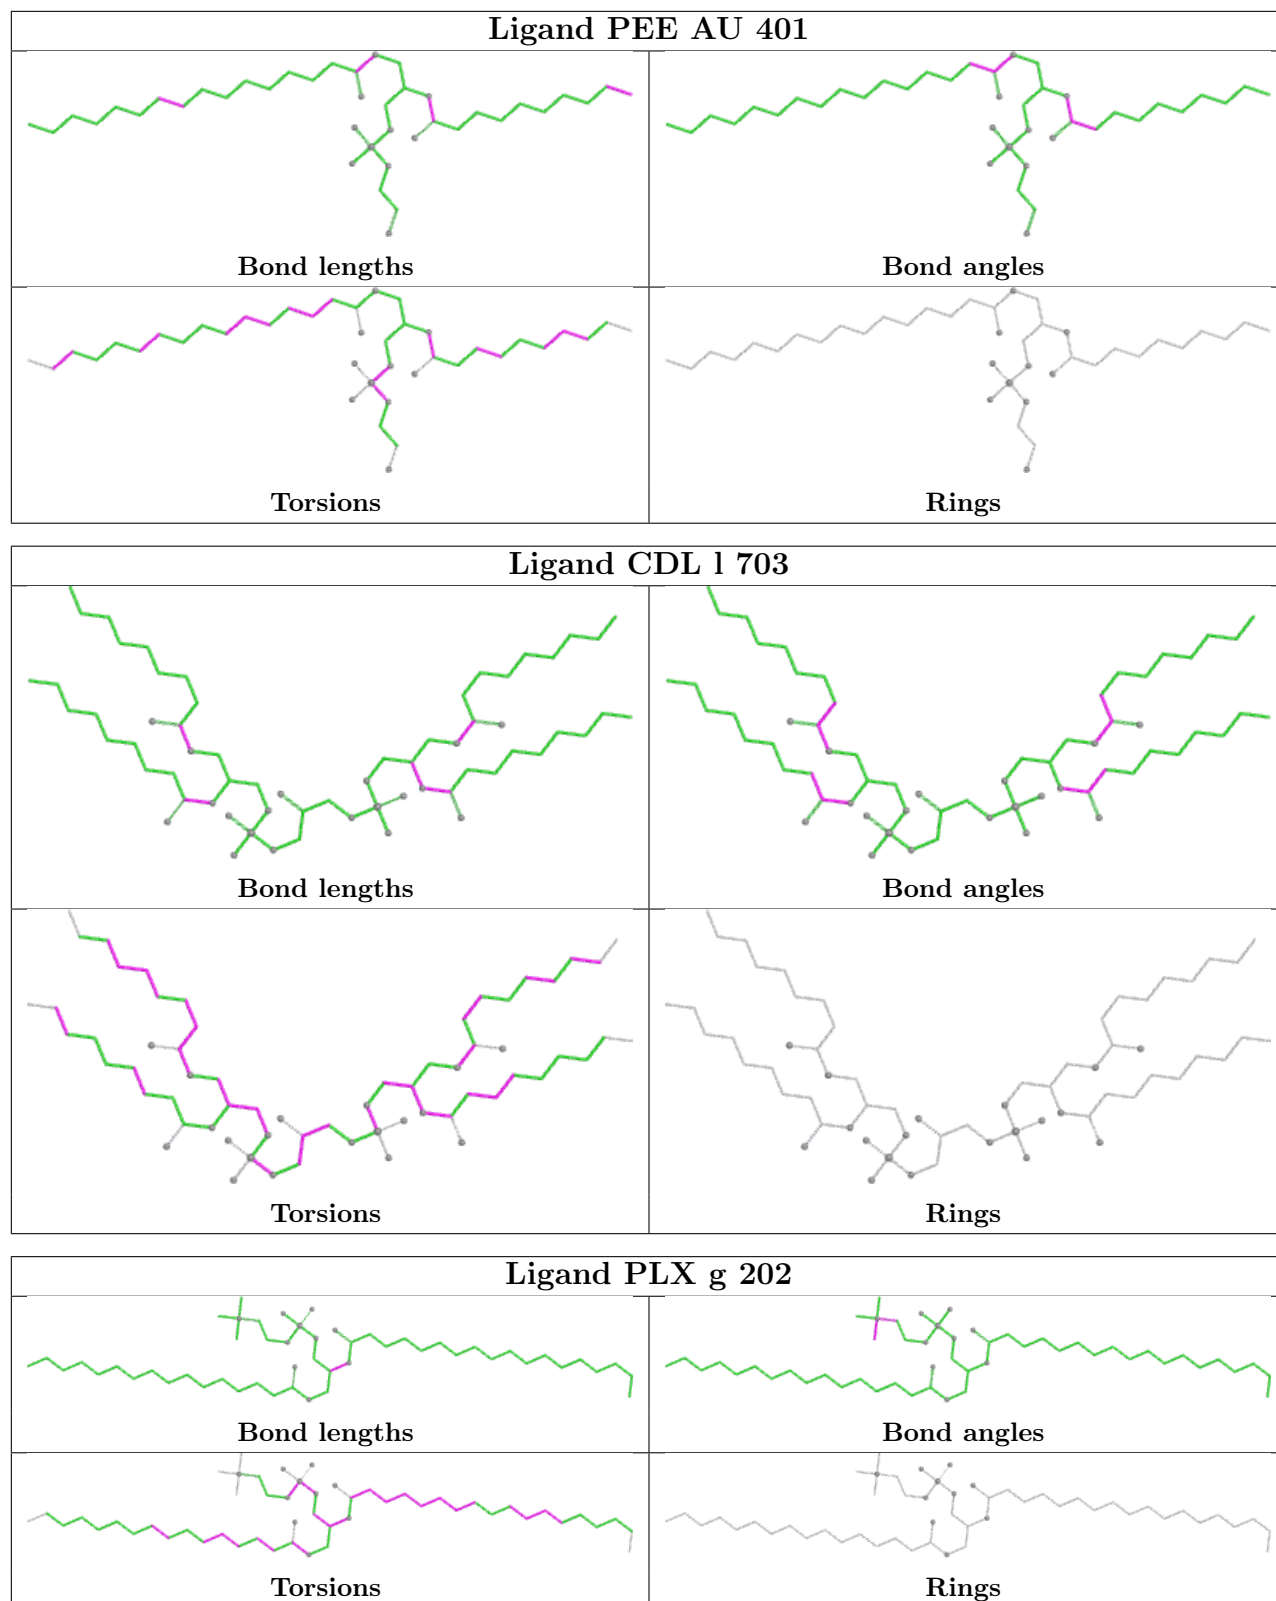 Ligand PEE AU 401
Bond lengths
Bond angles
Torsions
Rings
Ligand CDL l 703
Bond lengths
Bond angles
Torsions
Rings
Ligand PLX g 202
Bond lengths
Bond angles
Torsions
Rings